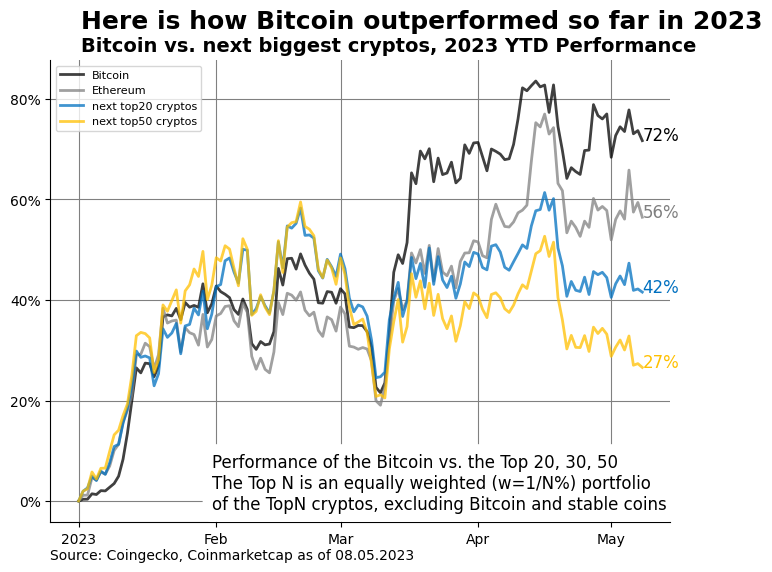 Here is how Bitcoin outperformed so far in 2023
Bitcoin vs. next biggest cryptos, 2023 YTD Performance
Bitcoin
Ethereum
next top20 cryptos
next top50 cryptos
80%
60%
40%
20%
0%
72%
56%
42%
27%
Performance of the Bitcoin vs. the Top 20, 30, 50
The Top N is an equally weighted (w=1/N%) portfolio
of the TopN cryptos, excluding Bitcoin and stable coins
2023 Feb Mar Apr May
Source: Coingecko, Coinmarketcap as of 08.05.2023